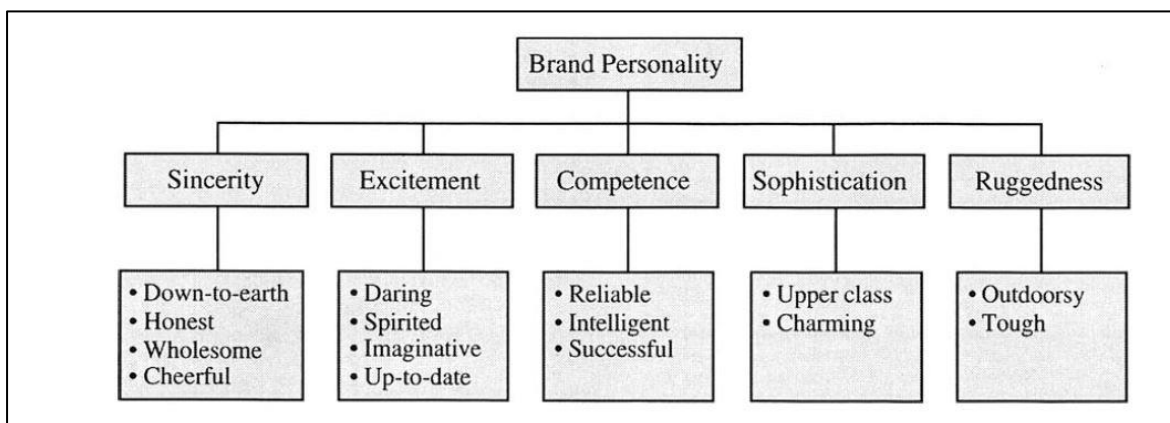 Brand Personality
Sincerity
Excitement
Competence
Sophistication
Ruggedness
• Down-to-earth
• Honest
• Wholesome
• Cheerful
• Daring
• Spirited
• Imaginative
• Up-to-date
• Reliable
• Intelligent
• Successful
• Upper class
• Charming
• Outdoorsy
• Tough